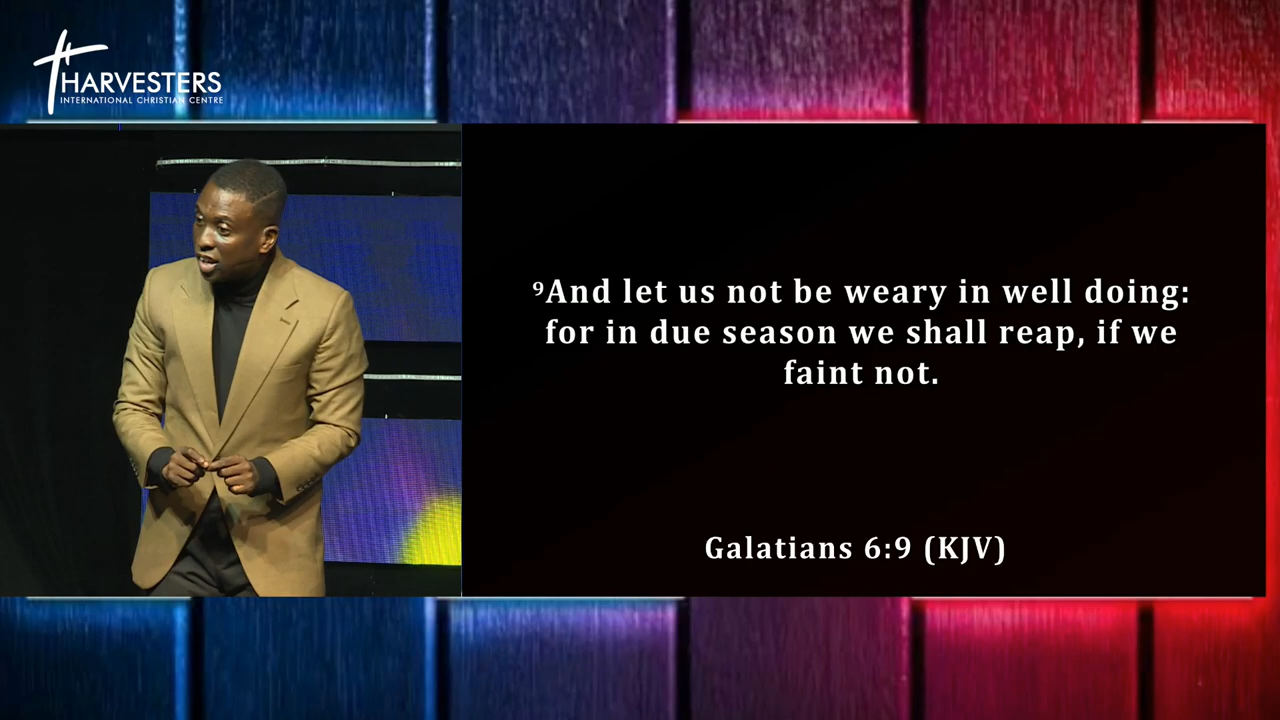 HARVESTERS
INTERNATIONAL CHRISTIAN CENTRE
⁹And let us not be weary in well doing:
for in due season we shall reap, if we
faint not.
Galatians 6:9 (KJV)